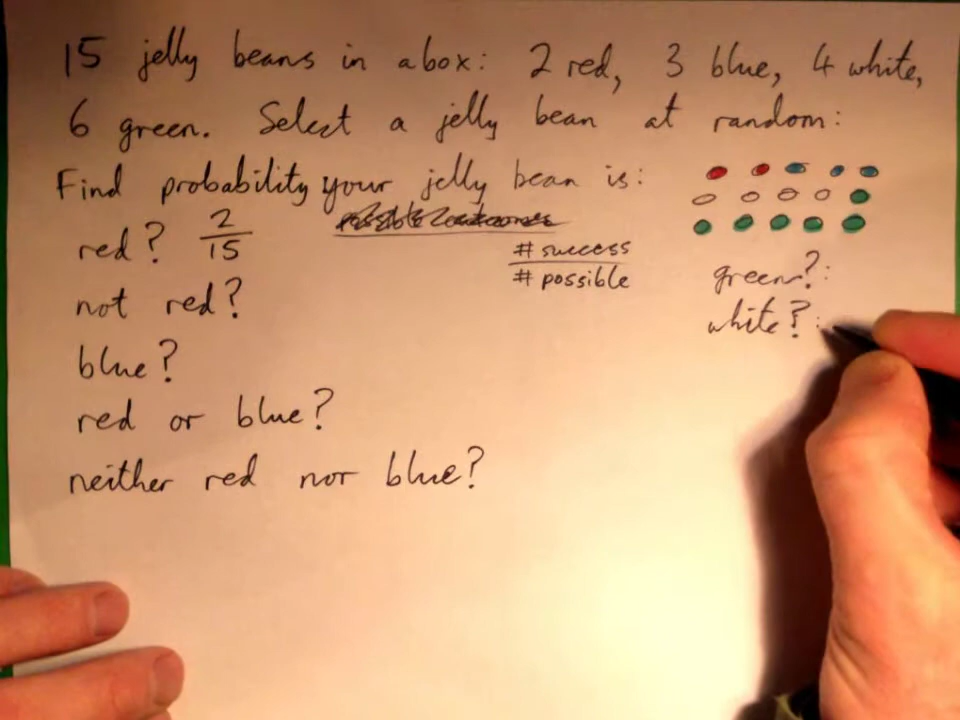 15 jelly beans in a box: 2 red, 3 blue, 4 white,
6 green. Select a jelly bean at random:
Find probability your jelly bean is:
red? 2/15
# success
# possible
not red?
blue?
red or blue?
neither red nor blue?
green?:
white?: